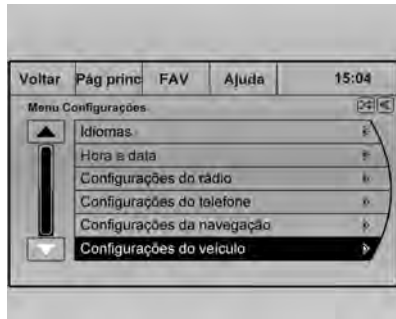 Voltar Pág princ FAV Ajuda 15:04
Menu Configurações
Idiomas
Hora e data
Configurações do rádio
Configurações do telefone
Configurações da navegação
Configurações do veículo